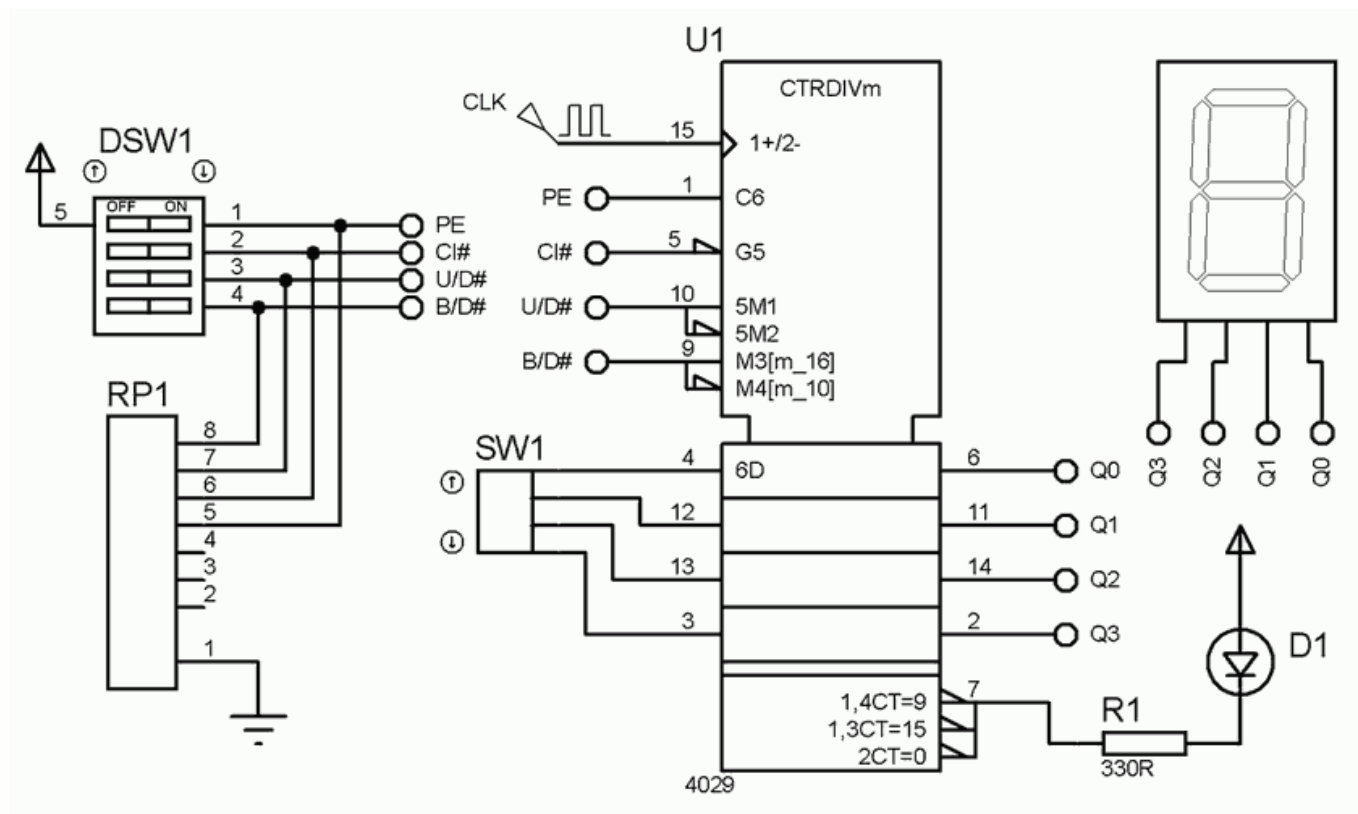 U1
CTRDIVm
CLK
15
1+/2-
PE
1
C6
CI#
5
G5
U/D#
10
5M1
5M2
B/D#
9
M3[m_16]
M4[m_10]
DSW1
OFF ON
5
1
PE
2
CI#
3
U/D#
4
B/D#
RP1
8
7
6
5
4
3
2
1
SW1
4
6D
6
Q0
12
11
Q1
13
14
Q2
3
2
Q3
1,4CT=9
7
1,3CT=15
2CT=0
4029
R1
330R
D1
Q3
Q2
Q1
Q0